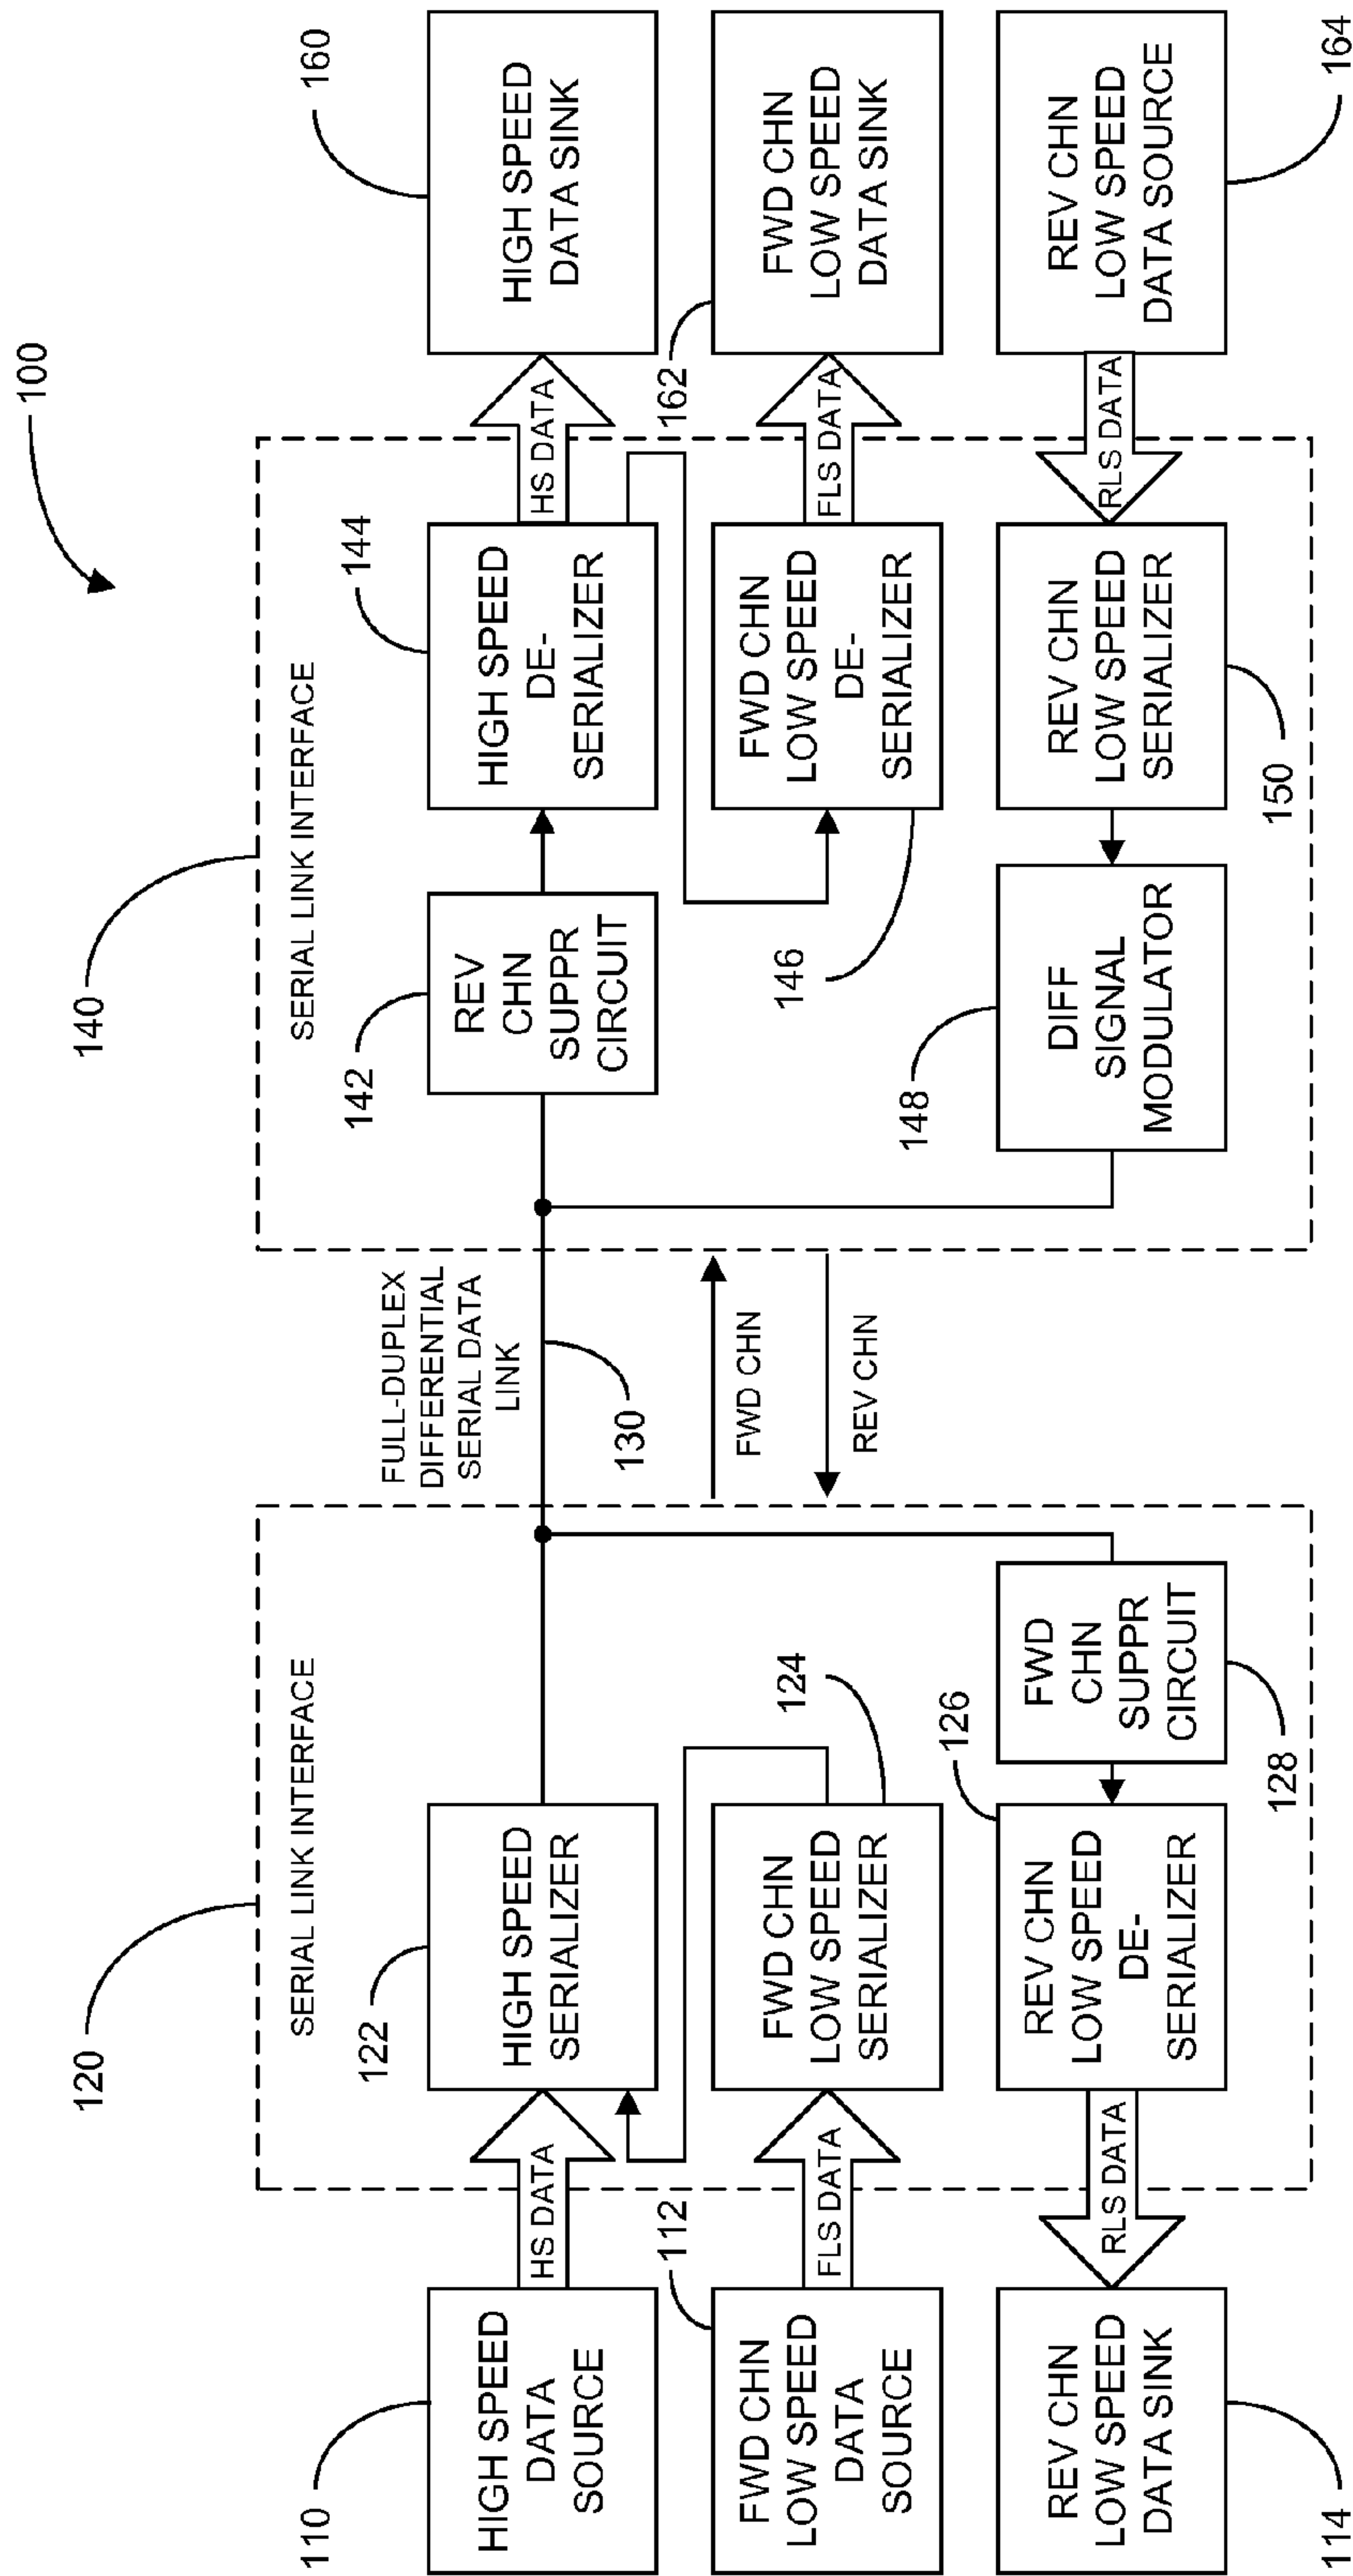 100
120
140
SERIAL LINK INTERFACE
SERIAL LINK INTERFACE
110
HIGH SPEED
DATA
SOURCE
HS DATA
122
HIGH SPEED
SERIALIZER
FULL-DUPLEX
DIFFERENTIAL
SERIAL DATA
LINK
130
142
REV
CHN
SUPPR
CIRCUIT
144
HIGH SPEED
DE-
SERIALIZER
HS DATA
160
HIGH SPEED
DATA SINK
112
FWD CHN
LOW SPEED
DATA
SOURCE
FLS DATA
FWD CHN
LOW SPEED
SERIALIZER
124
FWD CHN
REV CHN
146
FWD CHN
LOW SPEED
DE-
SERIALIZER
FLS DATA
162
FWD CHN
LOW SPEED
DATA SINK
REV CHN
LOW SPEED
DATA SINK
114
RLS DATA
126
REV CHN
LOW SPEED
DE-
SERIALIZER
FWD
CHN
SUPPR
CIRCUIT
128
148
DIFF
SIGNAL
MODULATOR
REV CHN
LOW SPEED
SERIALIZER
150
RLS DATA
REV CHN
LOW SPEED
DATA SOURCE
164